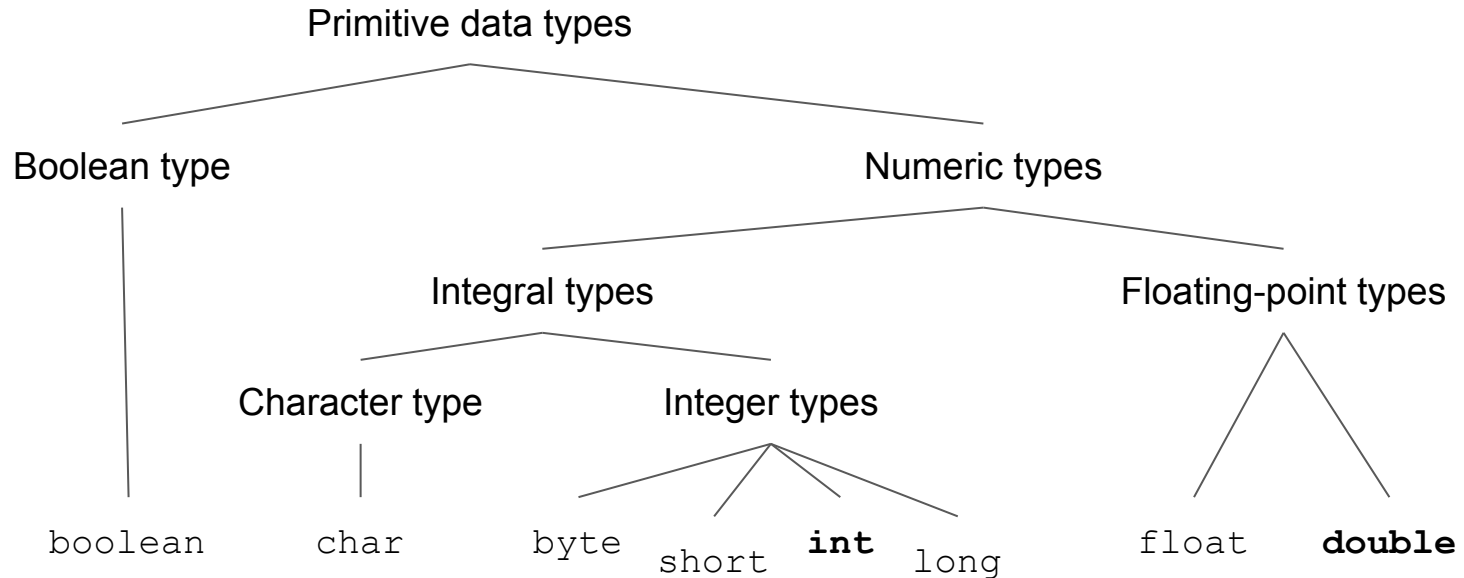 Primitive data types
Boolean type Numeric types
Integral types Floating-point types
Character type Integer types
boolean char byte short int long float double